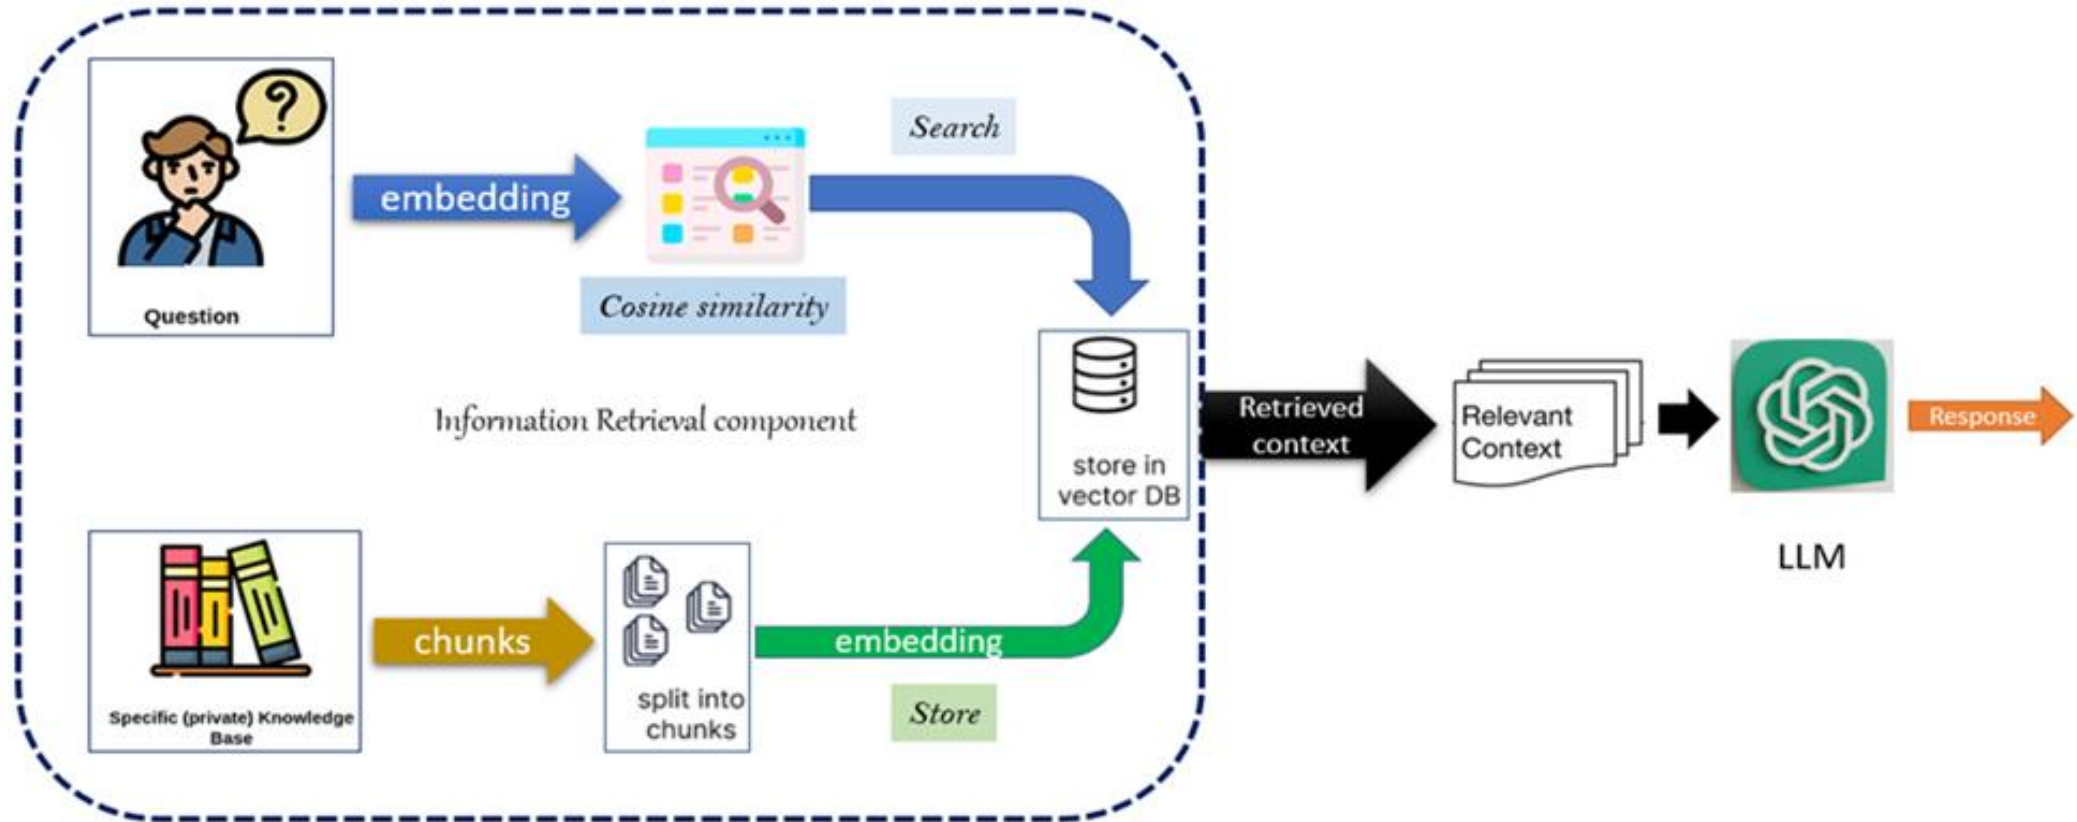 Search
embedding
Cosine similarity
Question
Information Retrieval component
store in
vector DB
Retrieved
context
Relevant
Context
Response
LLM
chunks
split into
chunks
embedding
Store
Specific (private) Knowledge
Base